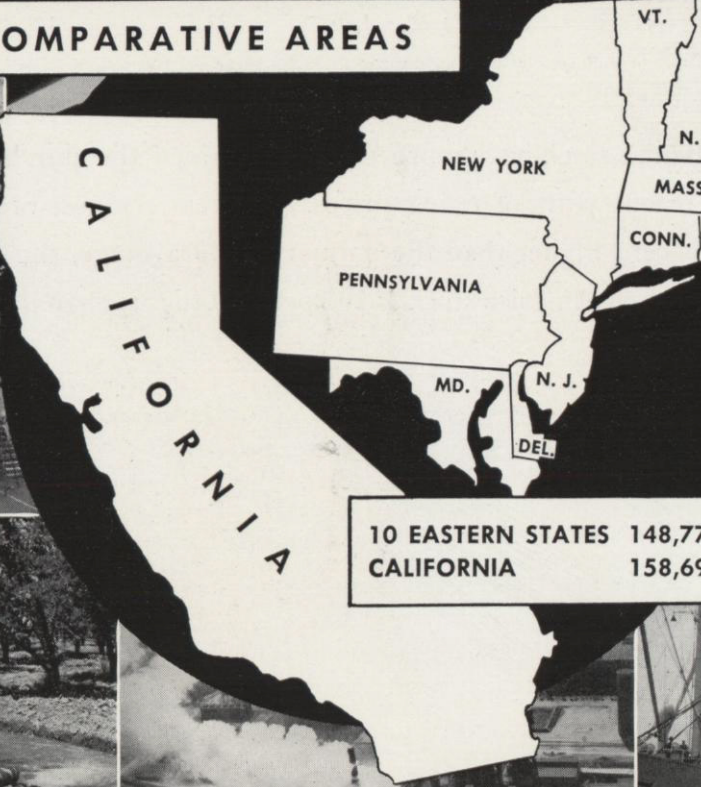 OMPARATIVE AREAS
VT.
N.
NEW YORK
MASS
CONN.
PENNSYLVANIA
MD.
N. J.
DEL.
CALIFORNIA
10 EASTERN STATES 148,77
CALIFORNIA 158,69